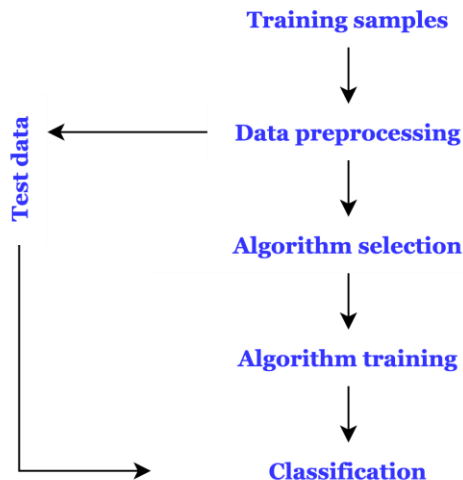 Training samples
Data preprocessing
Test data
Algorithm selection
Algorithm training
Classification